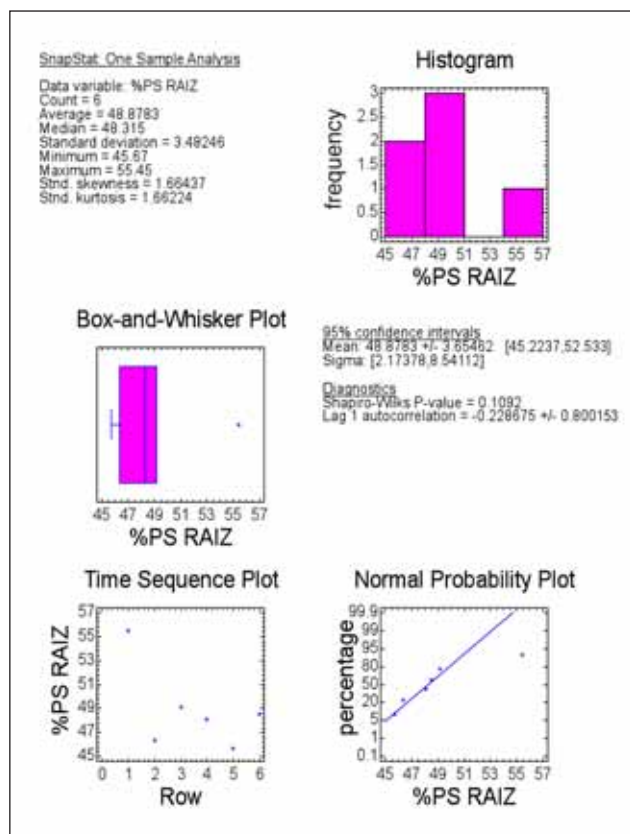 SnapStat: One Sample Analysis
Data variable: %PS RAIZ
Count = 6
Average = 48.8783
Median = 48.315
Standard deviation = 3.48246
Minimum = 45.67
Maximum = 55.45
Stnd. skewness = 1.66437
Stnd. kurtosis = 1.66224
Histogram
frequency
3
2.5
2
1.5
1
0.5
0
45 47 49 51 53 55 57
%PS RAIZ
Box-and-Whisker Plot
45 47 49 51 53 55 57
%PS RAIZ
95% confidence intervals
Mean: 48.8783 +/- 3.65462 [45.2237,52.533]
Sigma: [2.17378,8.54112]
Diagnostics
Shapiro-Wilks P-value = 0.1092
Lag 1 autocorrelation = -0.228675 +/- 0.800153
Time Sequence Plot
%PS RAIZ
57
55
53
51
49
47
45
0 1 2 3 4 5 6
Row
Normal Probability Plot
percentage
99.9
99
95
80
50
20
5
1
0.1
45 47 49 51 53 55 57
%PS RAIZ